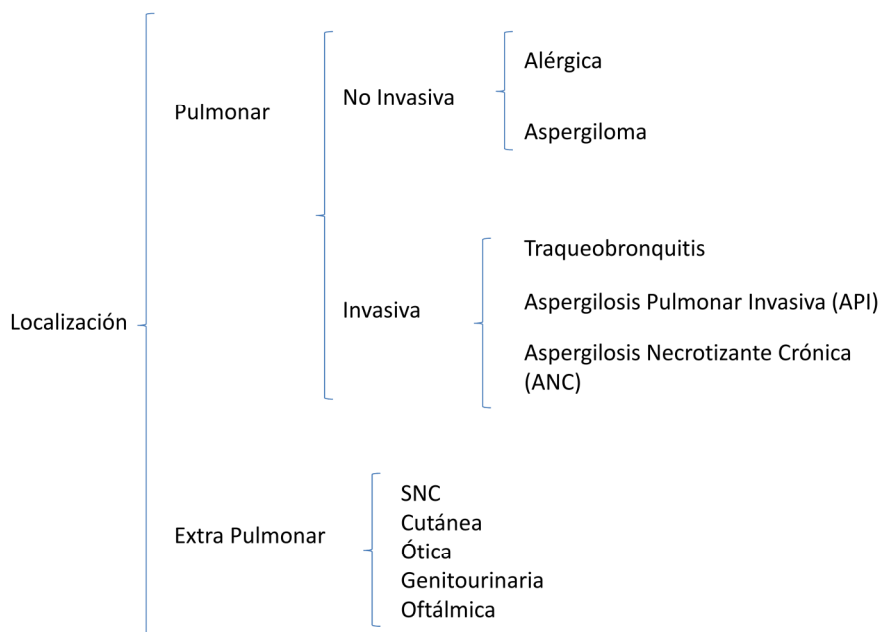 Localización
Pulmonar
No Invasiva
Alérgica
Aspergiloma
Invasiva
Traqueobronquitis
Aspergilosis Pulmonar Invasiva (API)
Aspergilosis Necrotizante Crónica
(ANC)
Extra Pulmonar
SNC
Cutánea
Ótica
Genitourinaria
Oftálmica